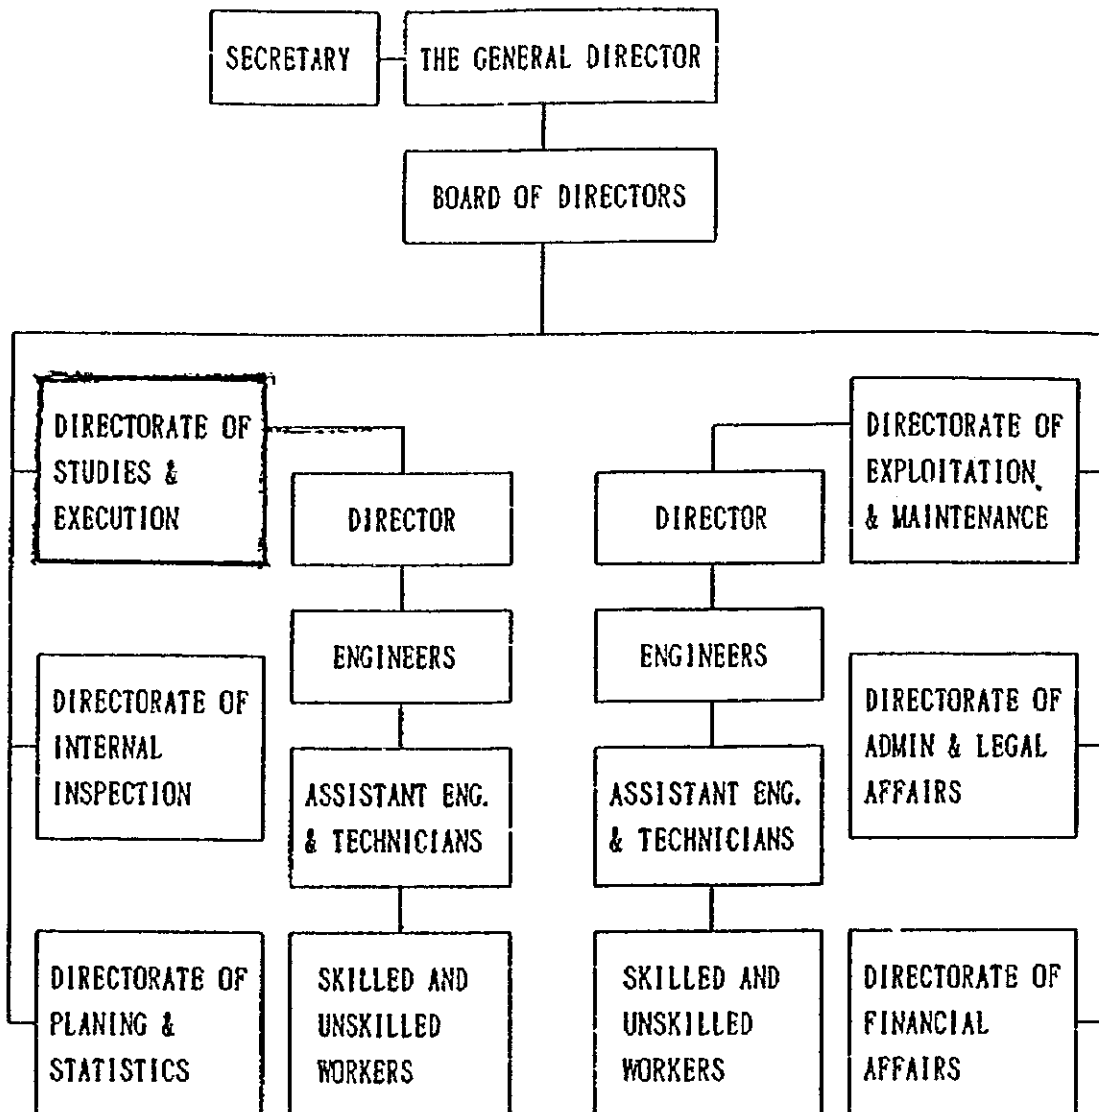 SECRETARY
THE GENERAL DIRECTOR
BOARD OF DIRECTORS
DIRECTORATE OF
STUDIES &
EXECUTION
DIRECTOR
DIRECTOR
DIRECTORATE OF
EXPLOITATION
& MAINTENANCE
ENGINEERS
ENGINEERS
DIRECTORATE OF
INTERNAL
INSPECTION
ASSISTANT ENG.
& TECHNICIANS
ASSISTANT ENG.
& TECHNICIANS
DIRECTORATE OF
ADMIN & LEGAL
AFFAIRS
DIRECTORATE OF
PLANING &
STATISTICS
SKILLED AND
UNSKILLED
WORKERS
SKILLED AND
UNSKILLED
WORKERS
DIRECTORATE OF
FINANCIAL
AFFAIRS